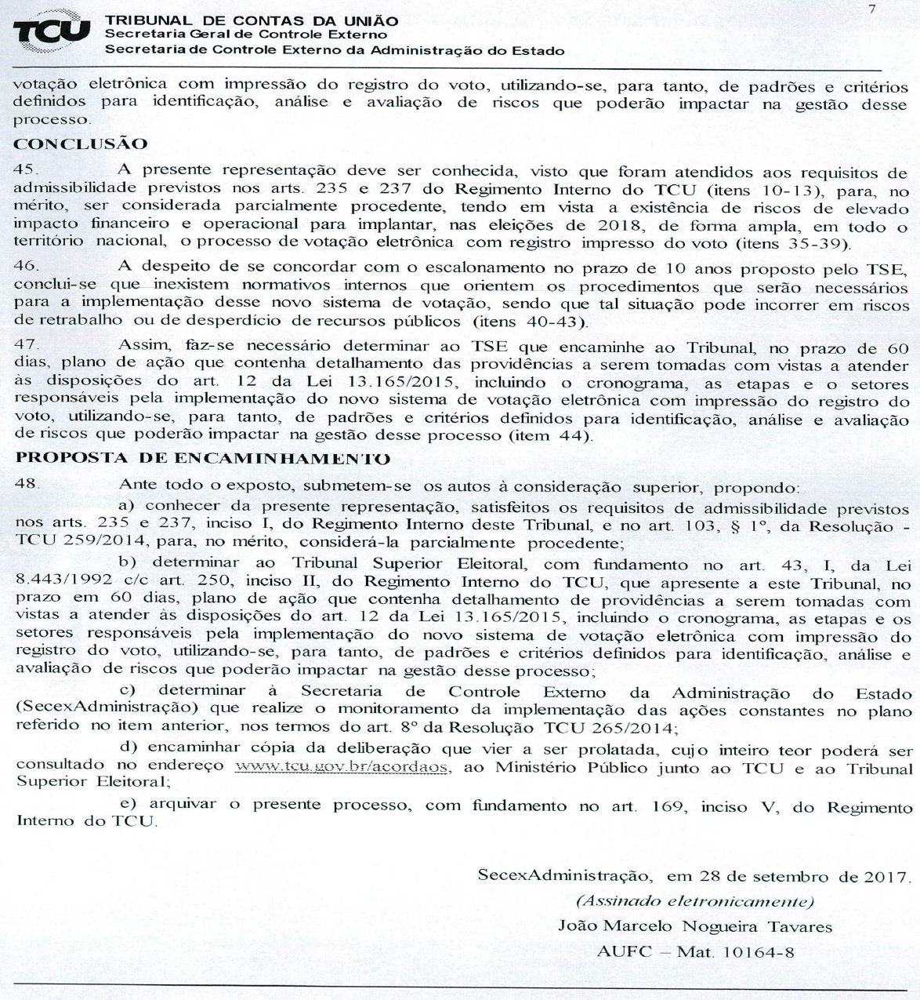 7
TCU
TRIBUNAL DE CONTAS DA UNIÃO
Secretaria Geral de Controle Externo
Secretaria de Controle Externo da Administração do Estado
votação eletrônica com impressão do registro do voto, utilizando-se, para tanto, de padrões e critérios
definidos para identificação, análise e avaliação de riscos que poderão impactar na gestão desse
processo.
CONCLUSÃO
45. A presente representação deve ser conhecida, visto que foram atendidos aos requisitos de
admissibilidade previstos nos arts. 235 e 237 do Regimento Interno do TCU (itens 10-13), para, no
mérito, ser considerada parcialmente procedente, tendo em vista a existência de riscos de elevado
impacto financeiro e operacional para implantar, nas eleições de 2018, de forma ampla, em todo o
território nacional, o processo de votação eletrônica com registro impresso do voto (itens 35-39).
46. A despeito de se concordar com o escalonamento no prazo de 10 anos proposto pelo TSE,
conclui-se que inexistem normativos internos que orientem os procedimentos que serão necessários
para a implementação desse novo sistema de votação, sendo que tal situação pode incorrer em riscos
de retrabalho ou de desperdício de recursos públicos (itens 40-43).
47. Assim, faz-se necessário determinar ao TSE que encaminhe ao Tribunal, no prazo de 60
dias, plano de ação que contenha detalhamento das providências a serem tomadas com vistas a atender
às disposições do art. 12 da Lei 13.165/2015, incluindo o cronograma, as etapas e o setores
responsáveis pela implementação do novo sistema de votação eletrônica com impressão do registro do
voto, utilizando-se, para tanto, de padrões e critérios definidos para identificação, análise e avaliação
de riscos que poderão impactar na gestão desse processo (item 44).
PROPOSTA DE ENCAMINHAMENTO
48. Ante todo o exposto, submetem-se os autos à consideração superior, propondo:
a) conhecer da presente representação, satisfeitos os requisitos de admissibilidade previstos
nos arts. 235 e 237, inciso I, do Regimento Interno deste Tribunal, e no art. 103, § 1º, da Resolução -
TCU 259/2014, para, no mérito, considerá-la parcialmente procedente;
b) determinar ao Tribunal Superior Eleitoral, com fundamento no art. 43, I, da Lei
8.443/1992 c/c art. 250, inciso II, do Regimento Interno do TCU, que apresente a este Tribunal, no
prazo em 60 dias, plano de ação que contenha detalhamento de providências a serem tomadas com
vistas a atender às disposições do art. 12 da Lei 13.165/2015, incluindo o cronograma, as etapas e os
setores responsáveis pela implementação do novo sistema de votação eletrônica com impressão do
registro do voto, utilizando-se, para tanto, de padrões e critérios definidos para identificação, análise e
avaliação de riscos que poderão impactar na gestão desse processo;
c) determinar à Secretaria de Controle Externo da Administração do Estado
(SecexAdministração) que realize o monitoramento da implementação das ações constantes no plano
referido no item anterior, nos termos do art. 8º da Resolução TCU 265/2014;
d) encaminhar cópia da deliberação que vier a ser prolatada, cujo inteiro teor poderá ser
consultado no endereço www.tcu.gov.br/acordaos, ao Ministério Público junto ao TCU e ao Tribunal
Superior Eleitoral;
e) arquivar o presente processo, com fundamento no art. 169, inciso V, do Regimento
Interno do TCU.
SecexAdministração, em 28 de setembro de 2017.
(Assinado eletronicamente)
João Marcelo Nogueira Tavares
AUFC – Mat. 10164-8